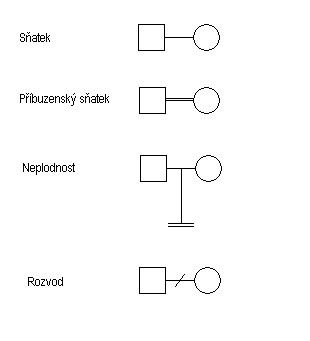 Sňatek
Příbuzenský sňatek
Neplodnost
Rozvod